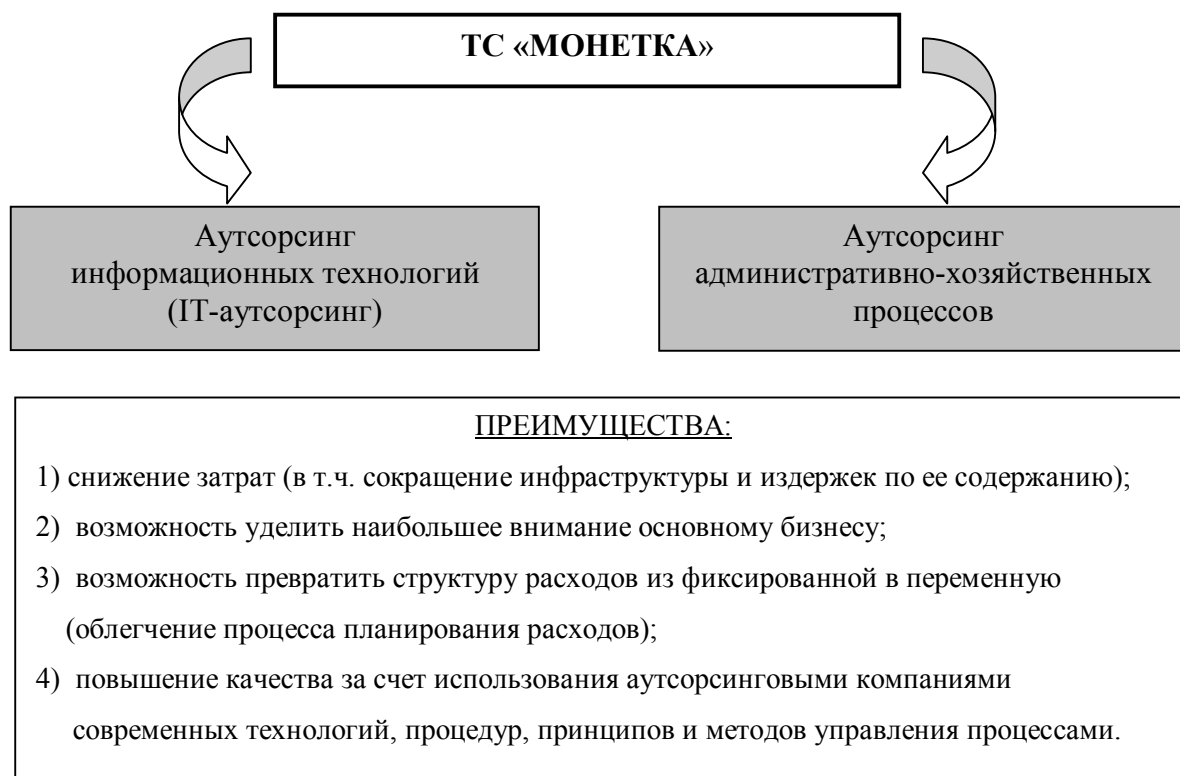 ТС «МОНЕТКА»
Аутсорсинг
информационных технологий
(IT-аутсорсинг)
Аутсорсинг
административно-хозяйственных
процессов
ПРЕИМУЩЕСТВА:
1) снижение затрат (в т.ч. сокращение инфраструктуры и издержек по ее содержанию);
2) возможность уделить наибольшее внимание основному бизнесу;
3) возможность превратить структуру расходов из фиксированной в переменную
(облегчение процесса планирования расходов);
4) повышение качества за счет использования аутсорсинговыми компаниями
современных технологий, процедур, принципов и методов управления процессами.